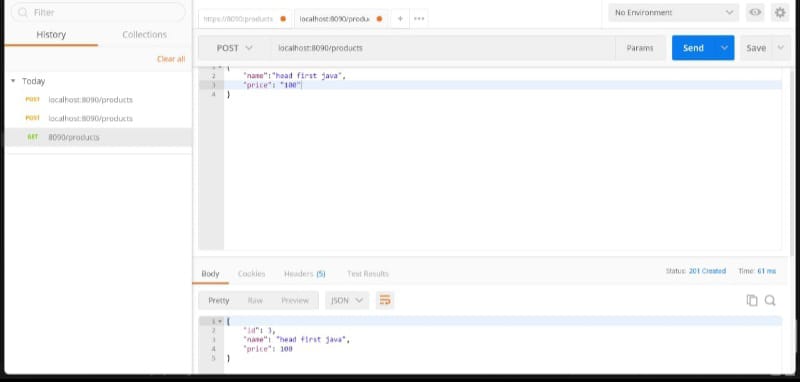 Filter
https://8090/products
localhost:8090/produ
+
•••
No Environment
History
Collections
Clear all
Today
POST localhost:8090/products
POST localhost:8090/products
GET 8090/products
POST
localhost:8090/products
Params
Send
Save
1 {
2 "name":"head first java",
3 "price": "100"
4 }
Body
Cookies
Headers (5)
Test Results
Status: 201 Created
Time: 61 ms
Pretty
Raw
Preview
JSON
1 {
2 "id": 3,
3 "name": "head first java",
4 "price": 100
5 }